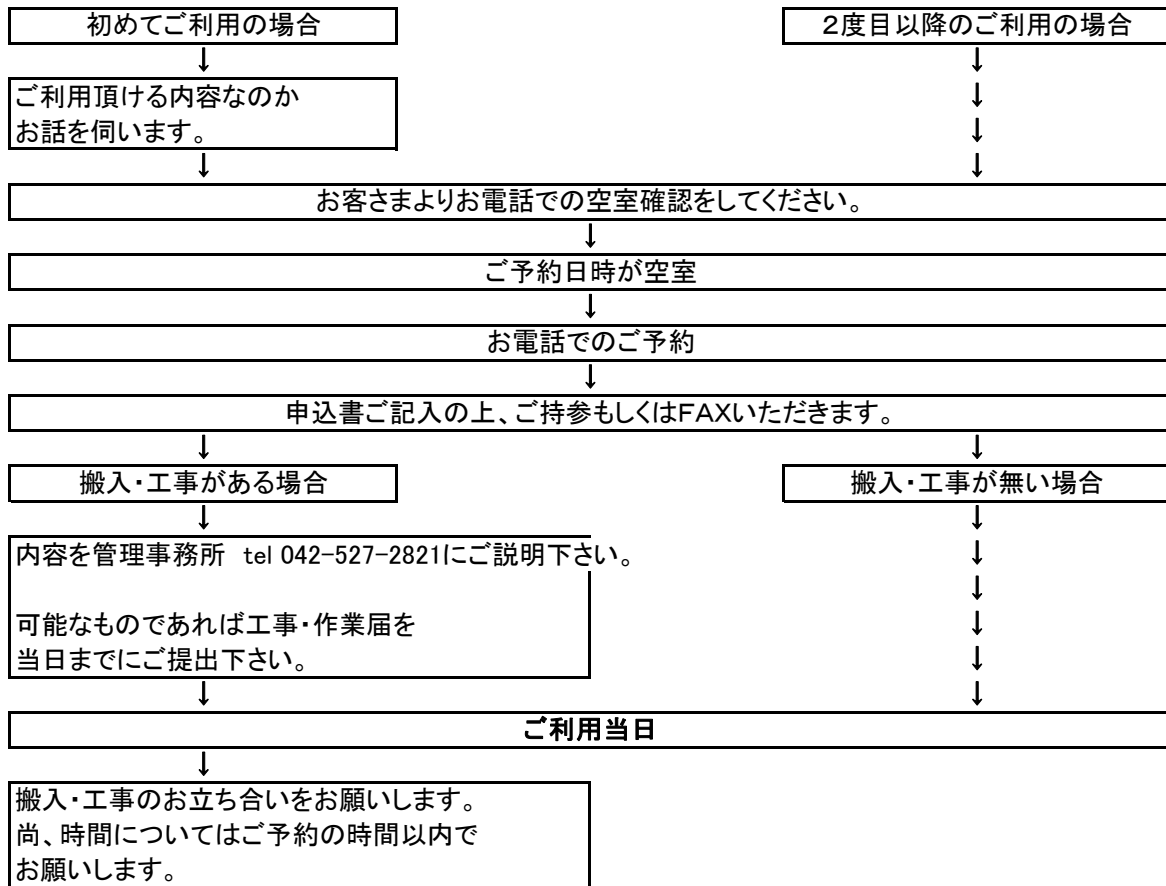 初めてご利用の場合
2度目以降のご利用の場合
↓
↓
ご利用頂ける内容なのか
お話を伺います。
↓
↓
↓
↓
お客さまよりお電話での空室確認をしてください。
↓
ご予約日時が空室
↓
お電話でのご予約
↓
申込書ご記入の上、ご持参もしくはFAXいただきます。
↓
↓
搬入・工事がある場合
搬入・工事が無い場合
↓
↓
内容を管理事務所 tel 042-527-2821にご説明下さい。
↓
↓
可能なものであれば工事・作業届を
↓
当日までにご提出下さい。
↓
↓
↓
ご利用当日
↓
搬入・工事のお立ち合いをお願いします。
尚、時間についてはご予約の時間以内で
お願いします。